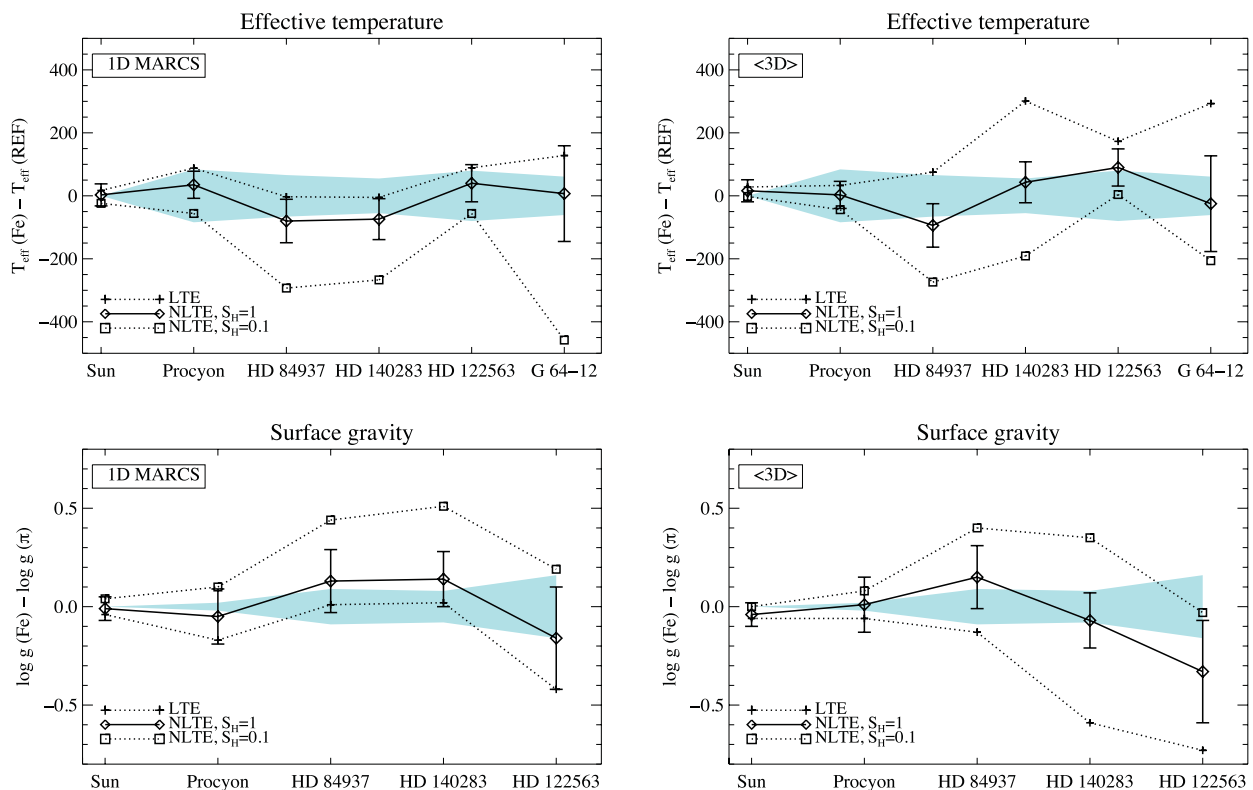 Effective temperature
1D MARCS
400
200
0
−200
−400
T_eff (Fe) − T_eff (REF)
LTE
NLTE, S_H=1
NLTE, S_H=0.1
Sun Procyon HD 84937 HD 140283 HD 122563 G 64−12
Effective temperature
<3D>
400
200
0
−200
−400
T_eff (Fe) − T_eff (REF)
LTE
NLTE, S_H=1
NLTE, S_H=0.1
Sun Procyon HD 84937 HD 140283 HD 122563 G 64−12
Surface gravity
1D MARCS
0.5
0.0
−0.5
log g (Fe) − log g (π)
LTE
NLTE, S_H=1
NLTE, S_H=0.1
Sun Procyon HD 84937 HD 140283 HD 122563
Surface gravity
<3D>
0.5
0.0
−0.5
log g (Fe) − log g (π)
LTE
NLTE, S_H=1
NLTE, S_H=0.1
Sun Procyon HD 84937 HD 140283 HD 122563